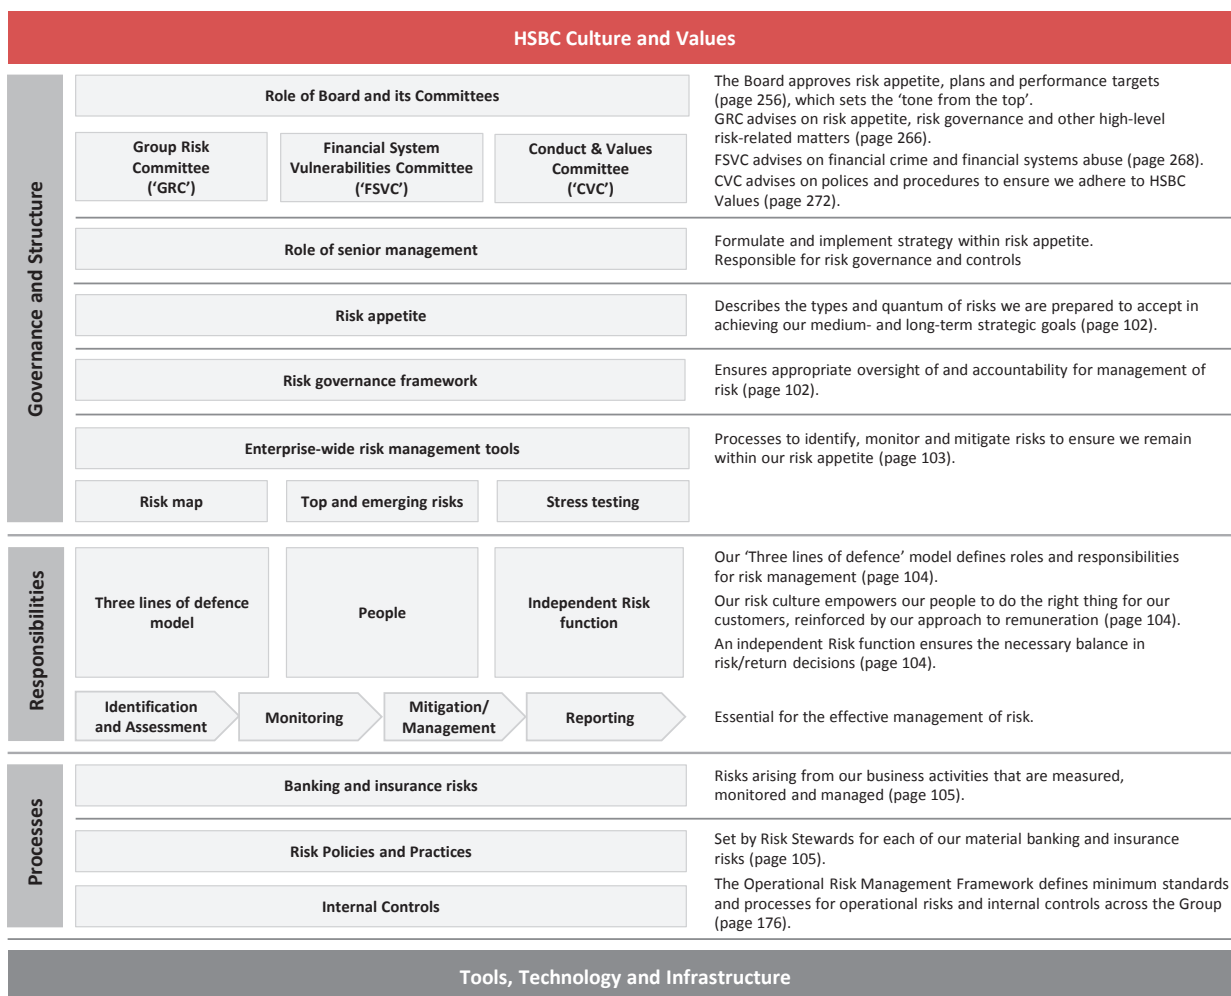 HSBC Culture and Values
Governance and Structure
Role of Board and its Committees
Group Risk
Committee
(‘GRC’)
Financial System
Vulnerabilities Committee
(‘FSVC’)
Conduct & Values
Committee
(‘CVC’)
The Board approves risk appetite, plans and performance targets
(page 256), which sets the ‘tone from the top’.
GRC advises on risk appetite, risk governance and other high-level
risk-related matters (page 266).
FSVC advises on financial crime and financial systems abuse (page 268).
CVC advises on polices and procedures to ensure we adhere to HSBC
Values (page 272).
Role of senior management
Formulate and implement strategy within risk appetite.
Responsible for risk governance and controls
Risk appetite
Describes the types and quantum of risks we are prepared to accept in
achieving our medium- and long-term strategic goals (page 102).
Risk governance framework
Ensures appropriate oversight of and accountability for management of
risk (page 102).
Enterprise-wide risk management tools
Risk map
Top and emerging risks
Stress testing
Processes to identify, monitor and mitigate risks to ensure we remain
within our risk appetite (page 103).
Responsibilities
Three lines of defence
model
People
Independent Risk
function
Our ‘Three lines of defence’ model defines roles and responsibilities
for risk management (page 104).
Our risk culture empowers our people to do the right thing for our
customers, reinforced by our approach to remuneration (page 104).
An independent Risk function ensures the necessary balance in
risk/return decisions (page 104).
Identification
and Assessment
Monitoring
Mitigation/
Management
Reporting
Essential for the effective management of risk.
Processes
Banking and insurance risks
Risks arising from our business activities that are measured,
monitored and managed (page 105).
Risk Policies and Practices
Set by Risk Stewards for each of our material banking and insurance
risks (page 105).
Internal Controls
The Operational Risk Management Framework defines minimum standards
and processes for operational risks and internal controls across the Group
(page 176).
Tools, Technology and Infrastructure